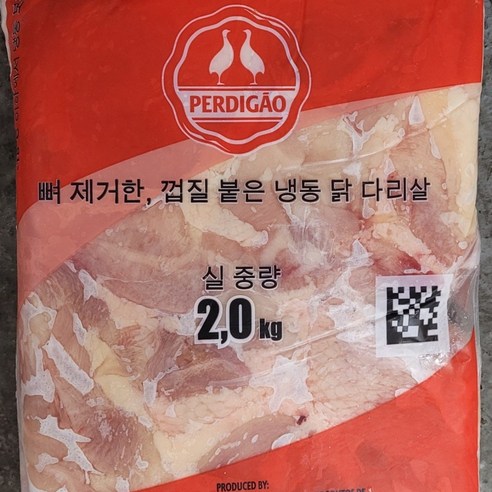 PERDIGÃO
뼈 제거한, 껍질 붙은 냉동 닭 다리살
실 중량
2,0 kg
PRODUCED BY: